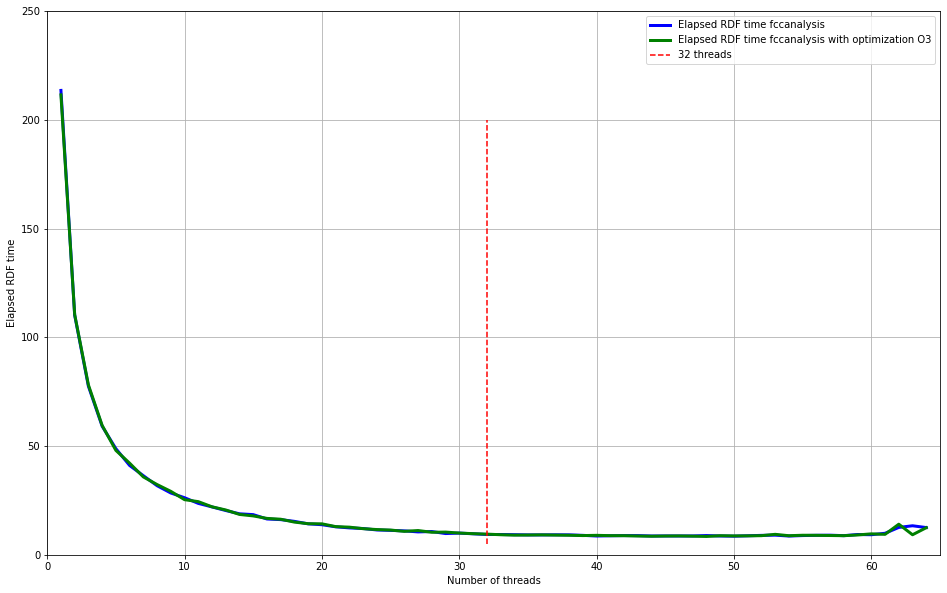 Elapsed RDF time fccanalysis
Elapsed RDF time fccanalysis with optimization O3
32 threads
250
200
150
100
50
0
Elapsed RDF time
0 10 20 30 40 50 60
Number of threads